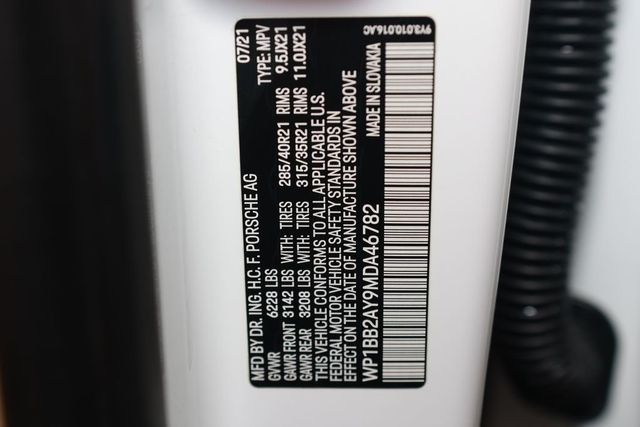 MFD BY DR. ING. H.C. F. PORSCHE AG 07/21
GVWR 6228 LBS TYPE: MPV
GAWR FRONT 3142 LBS WITH: TIRES 285/40R21 RIMS 9.5JX21
GAWR REAR 3208 LBS WITH: TIRES 315/35R21 RIMS 11.0JX21
THIS VEHICLE CONFORMS TO ALL APPLICABLE U.S.
FEDERAL MOTOR VEHICLE SAFETY STANDARDS IN
EFFECT ON THE DATE OF MANUFACTURE SHOWN ABOVE
WP1BB2AY9MDA46782 MADE IN SLOVAKIA
9Y3.010.016.AC